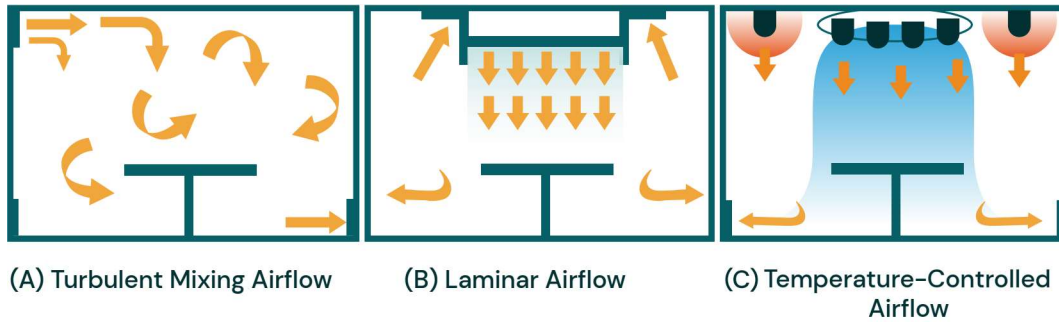 (A) Turbulent Mixing Airflow
(B) Laminar Airflow
(C) Temperature-Controlled
Airflow